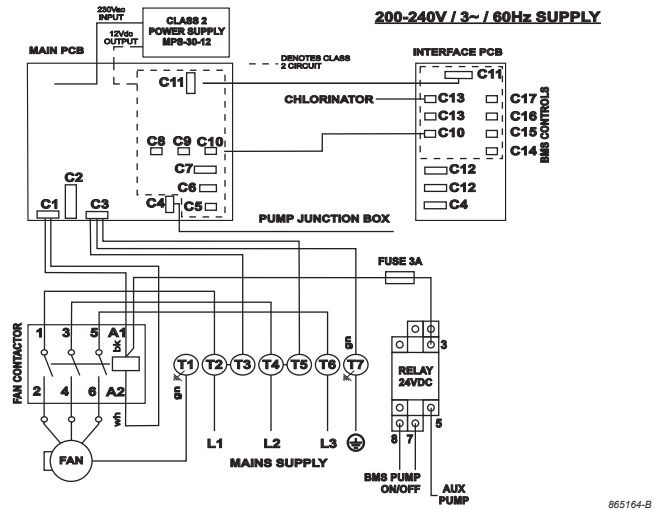 230Vac
INPUT
CLASS 2
POWER SUPPLY
MPS-30-12
200-240V / 3~ / 60Hz SUPPLY
12Vdc
OUTPUT
MAIN PCB
DENOTES CLASS
2 CIRCUIT
INTERFACE PCB
C11
C11
CHLORINATOR
C13
C17
C13
C16
C8 C9 C10
C10
C15
C14
BMS CONTROLS
C7
C12
C6
C12
C2
C1
C3
C4
C5
C4
PUMP JUNCTION BOX
FUSE 3A
FAN CONTACTOR
1 3 5 A1
bk
gn
3
T1 T2 T3 T4 T5 T6 T7
RELAY
24VDC
2 4 6 A2
gn
wh
5
8 7
L1 L2 L3
FAN
MAINS SUPPLY
BMS PUMP
ON/OFF
AUX
PUMP
865164-B